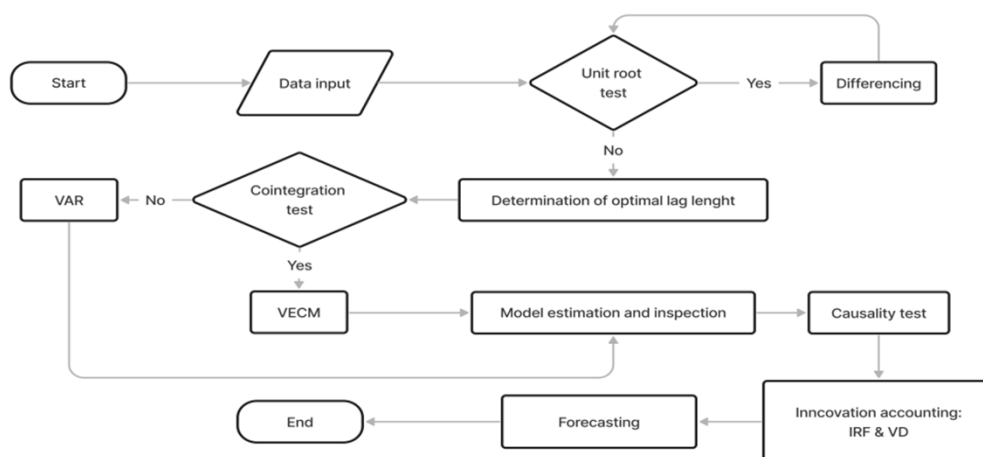 Start
Data input
Unit root
test
Yes
Differencing
No
Determination of optimal lag lenght
Cointegration
test
No
VAR
Yes
VECM
Model estimation and inspection
Causality test
Inncovation accounting:
IRF & VD
Forecasting
End